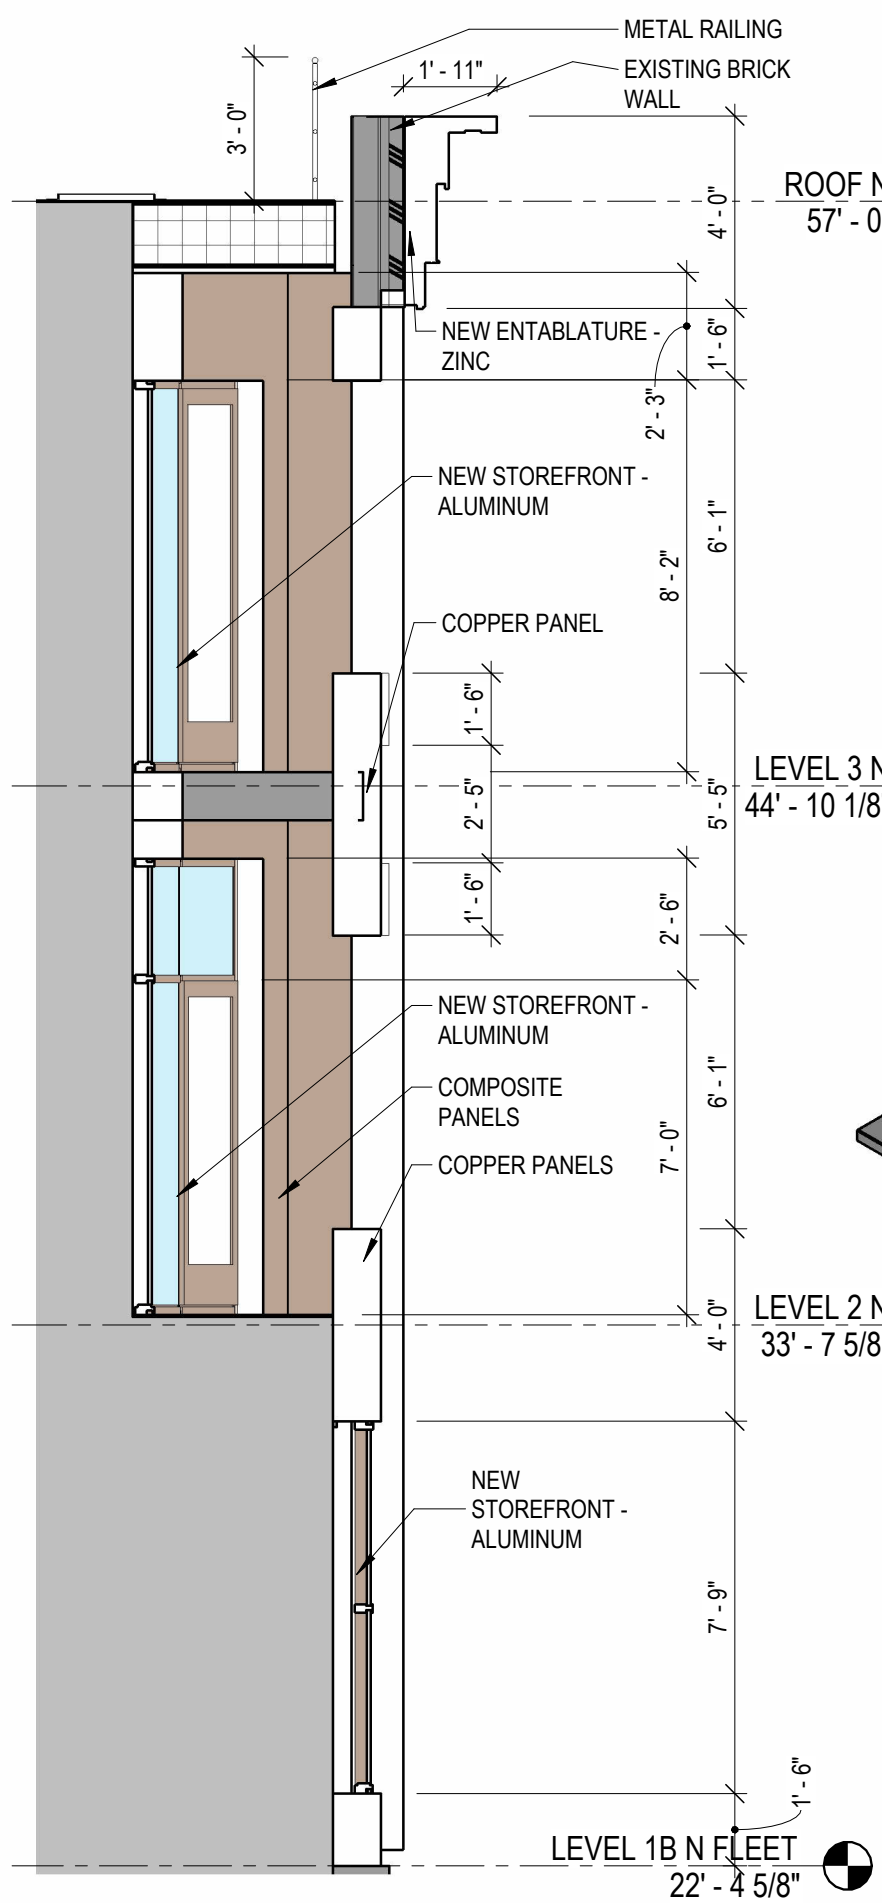 METAL RAILING
1' - 11"
EXISTING BRICK
WALL
3' - 0"
ROOF N
57' - 0
4' - 0"
NEW ENTABLATURE -
ZINC
1' - 6"
2' - 3"
NEW STOREFRONT -
ALUMINUM
6' - 1"
8' - 2"
COPPER PANEL
1' - 6"
LEVEL 3 N
44' - 10 1/8
2' - 5"
5' - 5"
1' - 6"
2' - 6"
NEW STOREFRONT -
ALUMINUM
6' - 1"
COMPOSITE
PANELS
7' - 0"
COPPER PANELS
LEVEL 2 N
33' - 7 5/8
4' - 0"
NEW
STOREFRONT -
ALUMINUM
7' - 9"
1' - 6"
LEVEL 1B N FLEET
22' - 4 5/8"